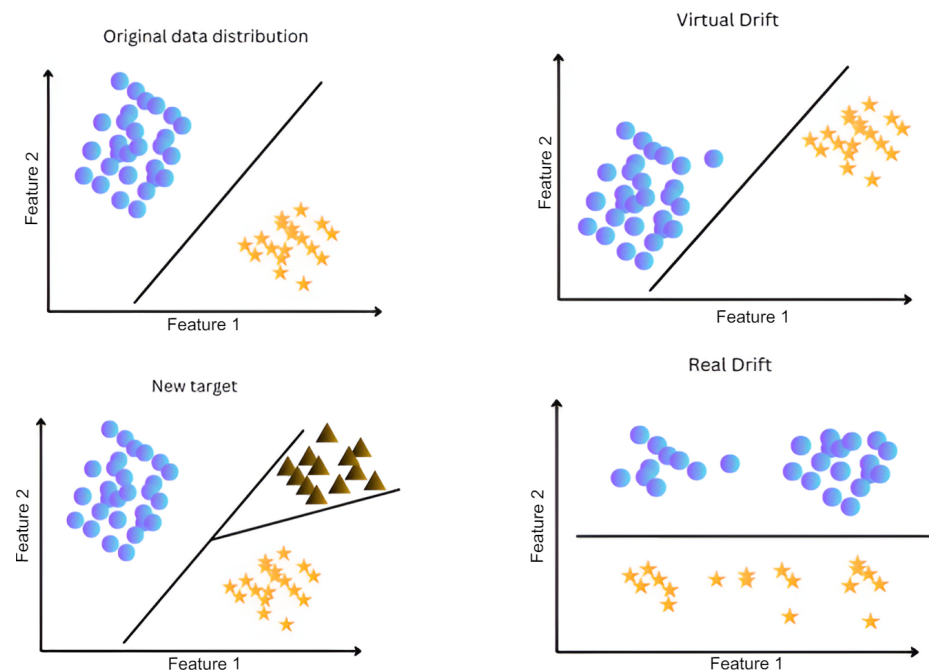 Original data distribution
Feature 2
Feature 1
Virtual Drift
Feature 2
Feature 1
New target
Feature 2
Feature 1
Real Drift
Feature 2
Feature 1